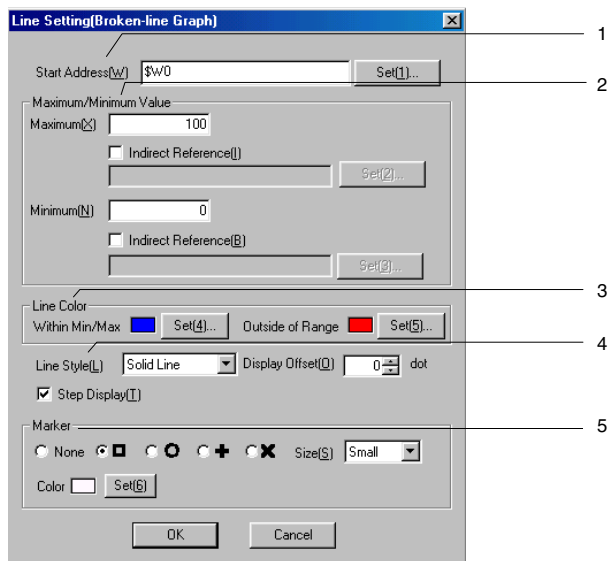 Line Setting(Broken-line Graph)
1
Start Address(W) $W0 Set(1)...
2
Maximum/Minimum Value
Maximum(X) 100
Indirect Reference(I)
Set(2)...
Minimum(N) 0
Indirect Reference(B)
Set(3)...
3
Line Color
Within Min/Max Set(4)... Outside of Range Set(5)...
4
Line Style(L) Solid Line Display Offset(O) 0 dot
Step Display(T)
5
Marker
None Size(S) Small
Color Set(6)
OK Cancel